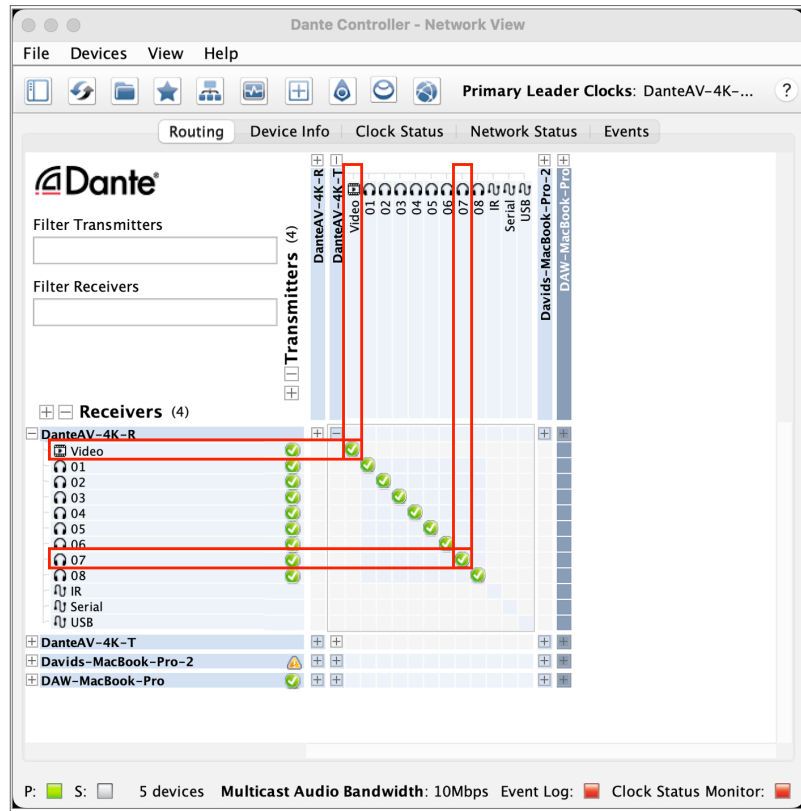 Dante Controller - Network View
File Devices View Help
Primary Leader Clocks: DanteAV-4K-... ?
Routing Device Info Clock Status Network Status Events
Dante
Filter Transmitters
Filter Receivers
Transmitters (4)
DanteAV-4K-R
DanteAV-4K-T
Video
01
02
03
04
05
06
07
08
IR
Serial
USB
Davids-MacBook-Pro-2
DAW-MacBook-Pro
Receivers (4)
DanteAV-4K-R
Video
01
02
03
04
05
06
07
08
IR
Serial
USB
DanteAV-4K-T
Davids-MacBook-Pro-2
DAW-MacBook-Pro
P: S: 5 devices Multicast Audio Bandwidth: 10Mbps Event Log: Clock Status Monitor: